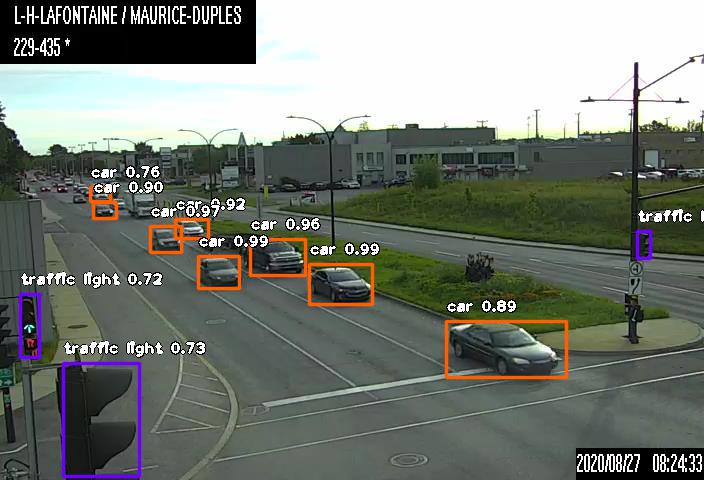 L-H-LAFONTAINE / MAURICE-DUPLES
229-435 *
car 0.76
car 0.90
car 0.92
car 0.97
car 0.99
car 0.96
car 0.99
traffic l
traffic light 0.72
car 0.89
traffic light 0.73
2020/08/27 08:24:33